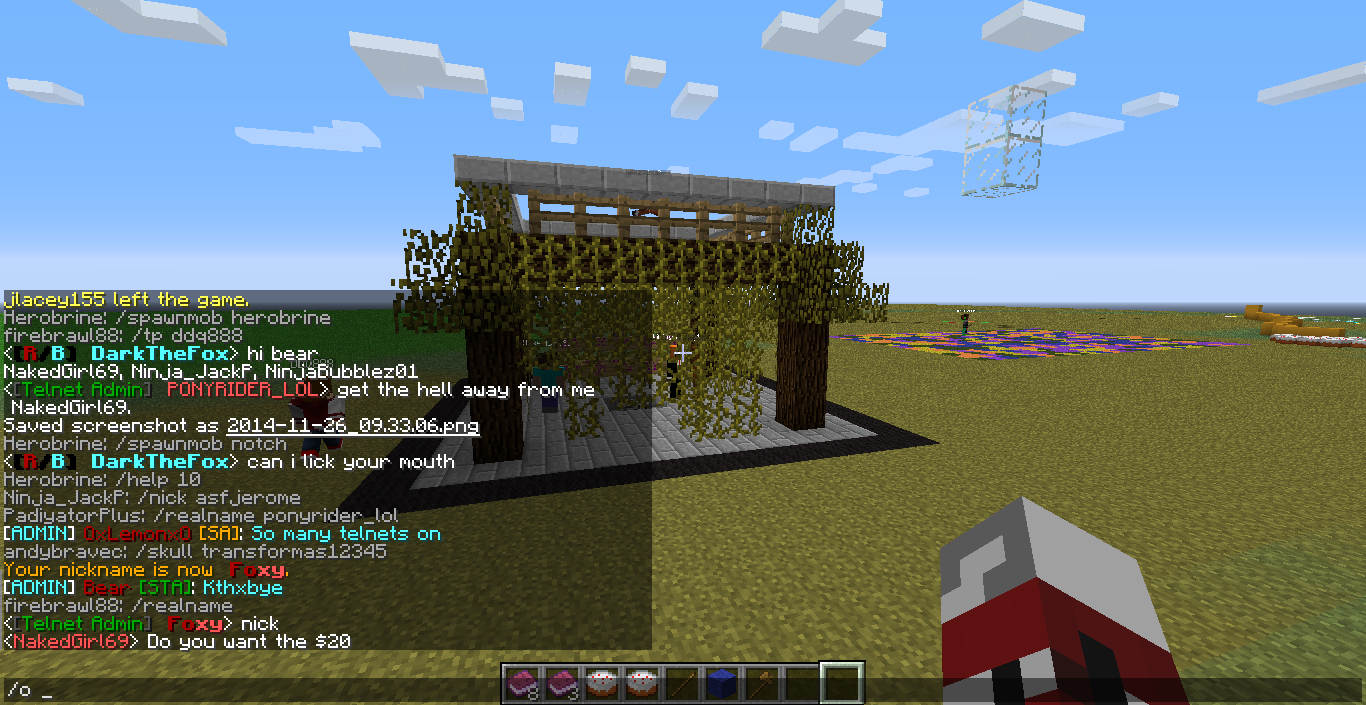 jlacey155 left the game.
Herobrine: /spawnmob herobrine
firebrawl88: /tp ddq888
<[R/B] DarkTheFox> hi bear
NakedGirl69, Ninja_JackP, NinjaBubblez01
<[Telnet Admin] PONYRIDER_LOL> get the hell away from me
NakedGirl69.
Saved screenshot as 2014-11-26_09.33.06.png
Herobrine: /spawnmob notch
<[R/B] DarkTheFox> can i lick your mouth
Herobrine: /help 10
Ninja_JackP: /nick asfjerome
PadiyatorPlus: /realname ponyrider_lol
[ADMIN] 0xLemonx0 [SA]: So many telnets on
andybravec: /skull transformas12345
Your nickname is now Foxy.
[ADMIN] Bear [STA]: Kthxbye
firebrawl88: /realname
<[Telnet Admin] Foxy> nick
<NakedGirl69> Do you want the $20
8
3
/o _